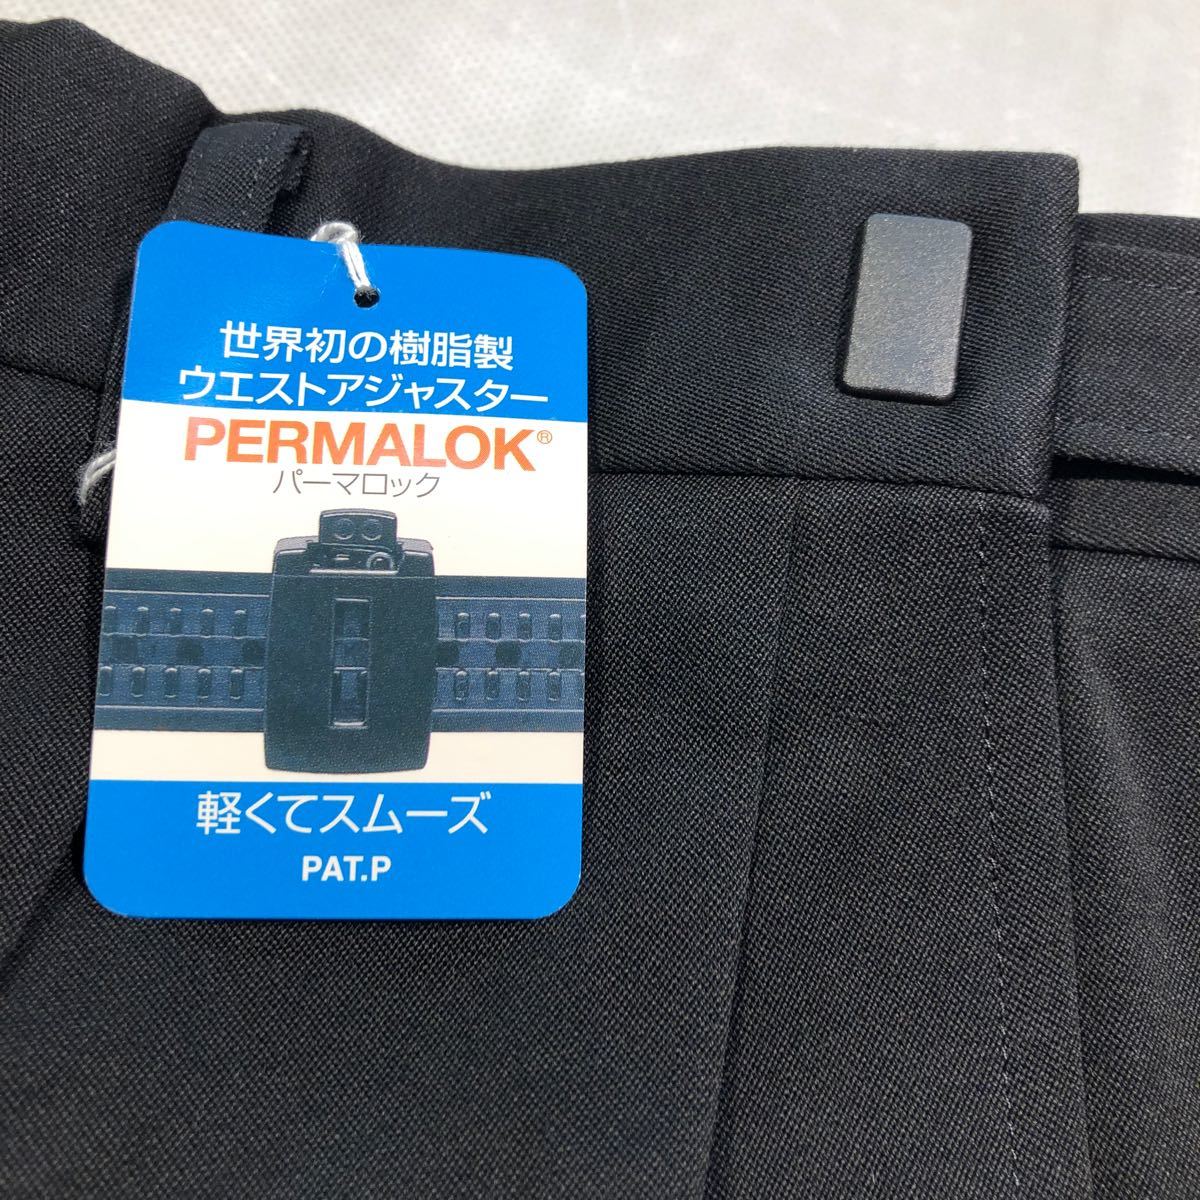 世界初の樹脂製
ウエストアジャスター
PERMALOK®
パーマロック
軽くてスムーズ
PAT.P